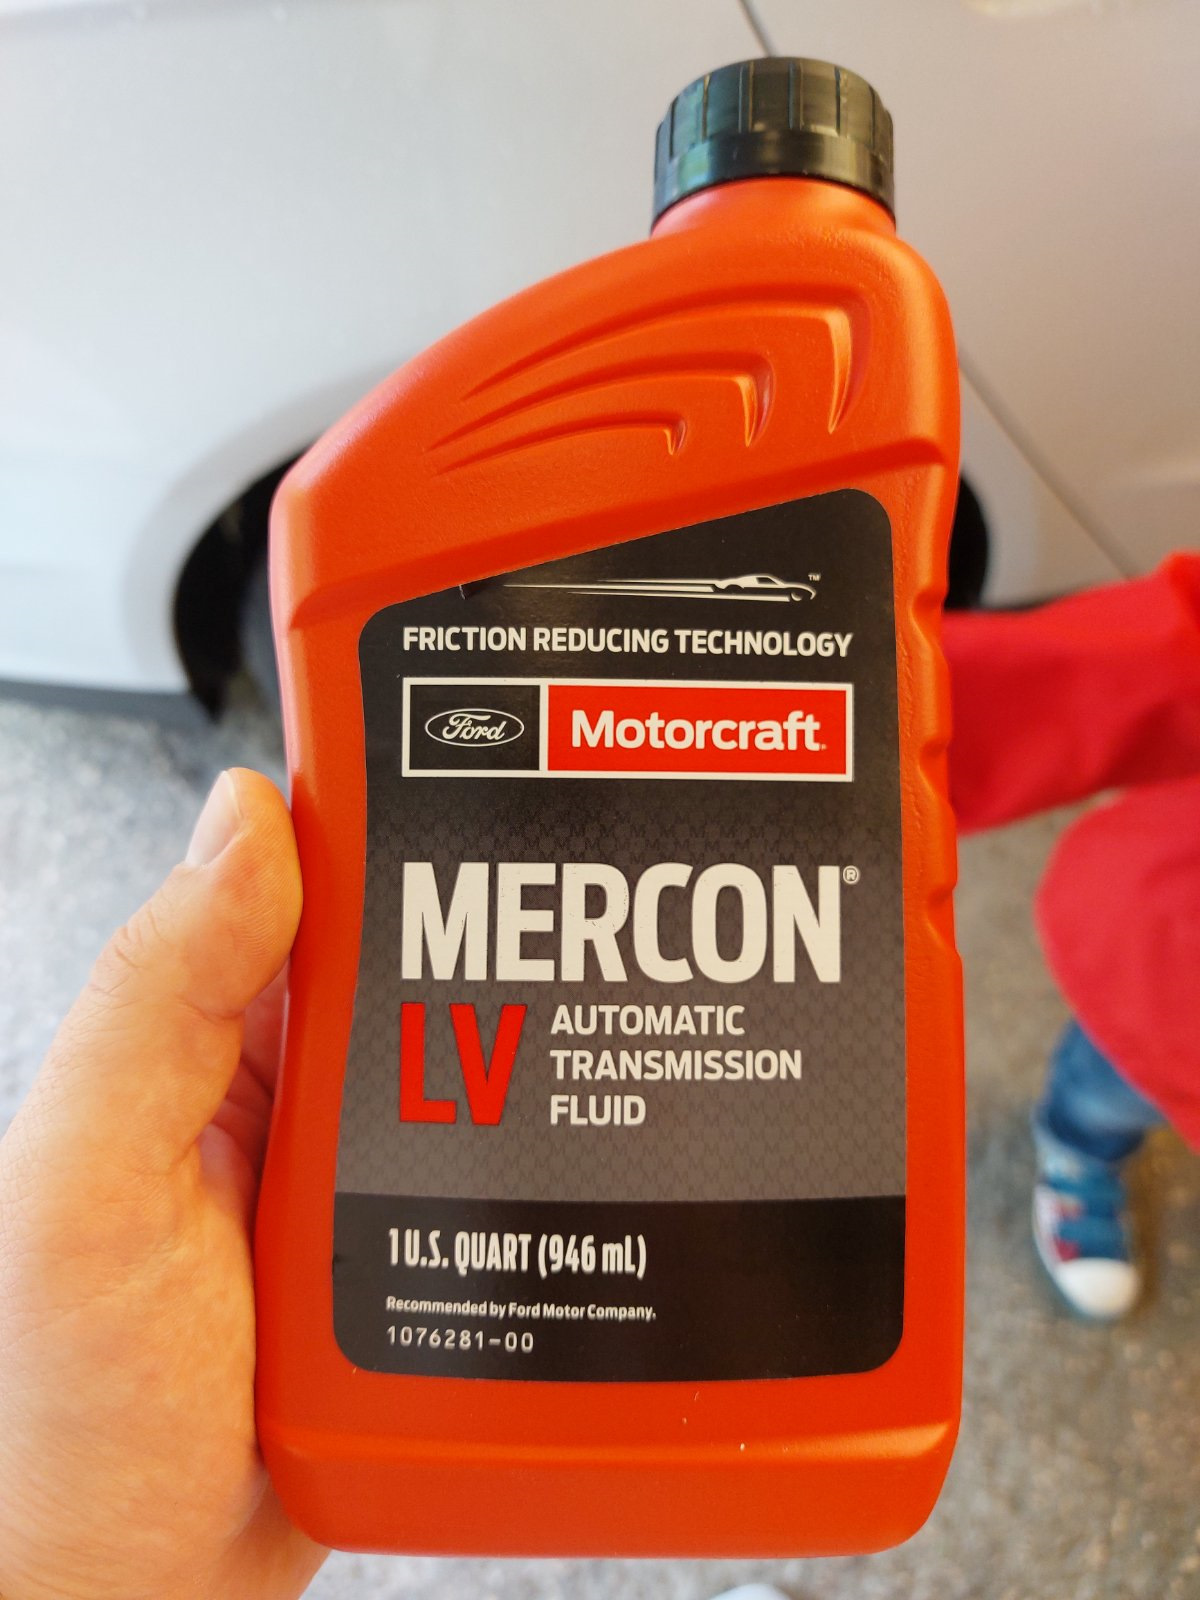 ™
FRICTION REDUCING TECHNOLOGY
Ford Motorcraft®
MERCON®
LV AUTOMATIC
TRANSMISSION
FLUID
1 U.S. QUART (946 mL)
Recommended by Ford Motor Company.
1076281-00